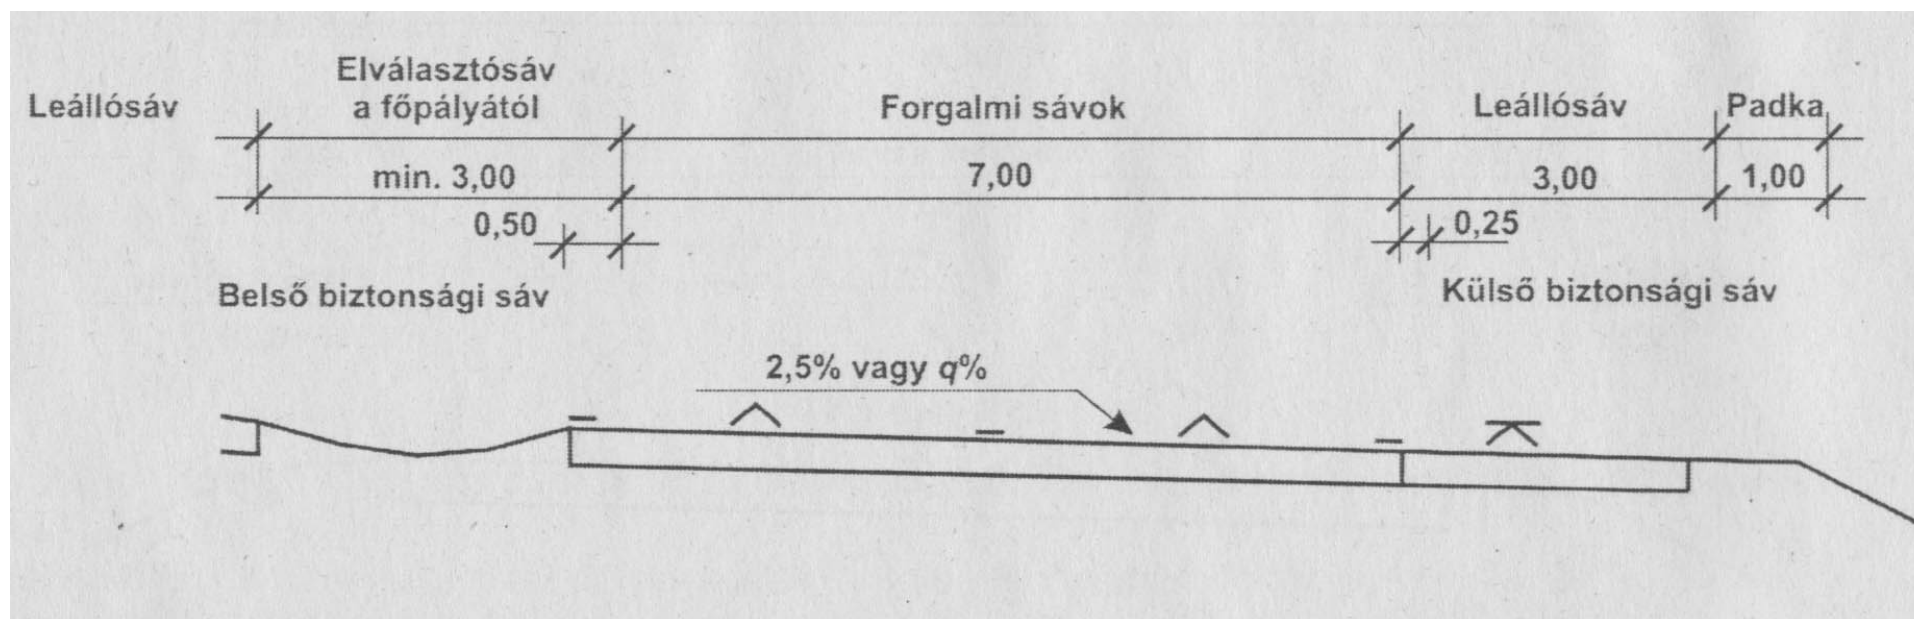 Leállósáv
Elválasztósáv
a főpályától
Forgalmi sávok
Leállósáv
Padka
min. 3,00
7,00
3,00
1,00
0,50
0,25
Belső biztonsági sáv
Külső biztonsági sáv
2,5% vagy q%